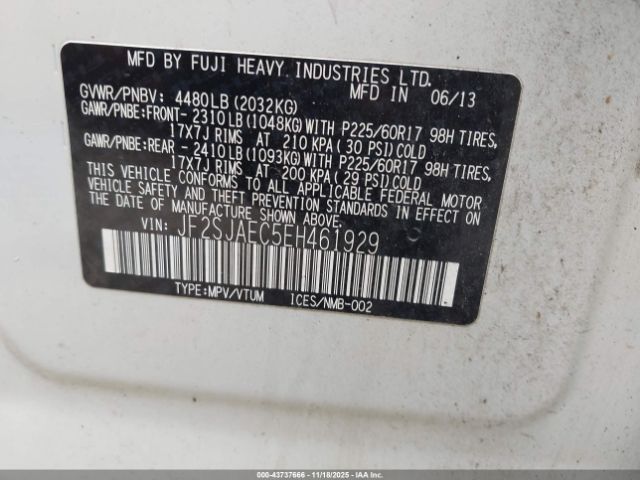 MFD BY FUJI HEAVY INDUSTRIES LTD.
MFD IN 06/13
GVWR/PNBV: 4480LB(2032KG)
GAWR/PNBE:FRONT- 2310LB(1048KG)WITH P225/60R17 98H TIRES,
17X7J RIMS AT 210 KPA(30 PSI)COLD
GAWR/PNBE:REAR - 2410LB(1093KG)WITH P225/60R17 98H TIRES,
17X7J RIMS AT 200 KPA(29 PSI)COLD
THIS VEHICLE CONFORMS TO ALL APPLICABLE FEDERAL MOTOR
VEHICLE SAFETY AND THEFT PREVENTION STANDARDS IN EFFECT ON
THE DATE OF MANUFACTURE SHOWN ABOVE.
VIN: JF2SJAEC5EH461929
TYPE:MPV/VTUM ICES/NMB-002
000-43737666 - 11/18/2025 - IAAI.COM